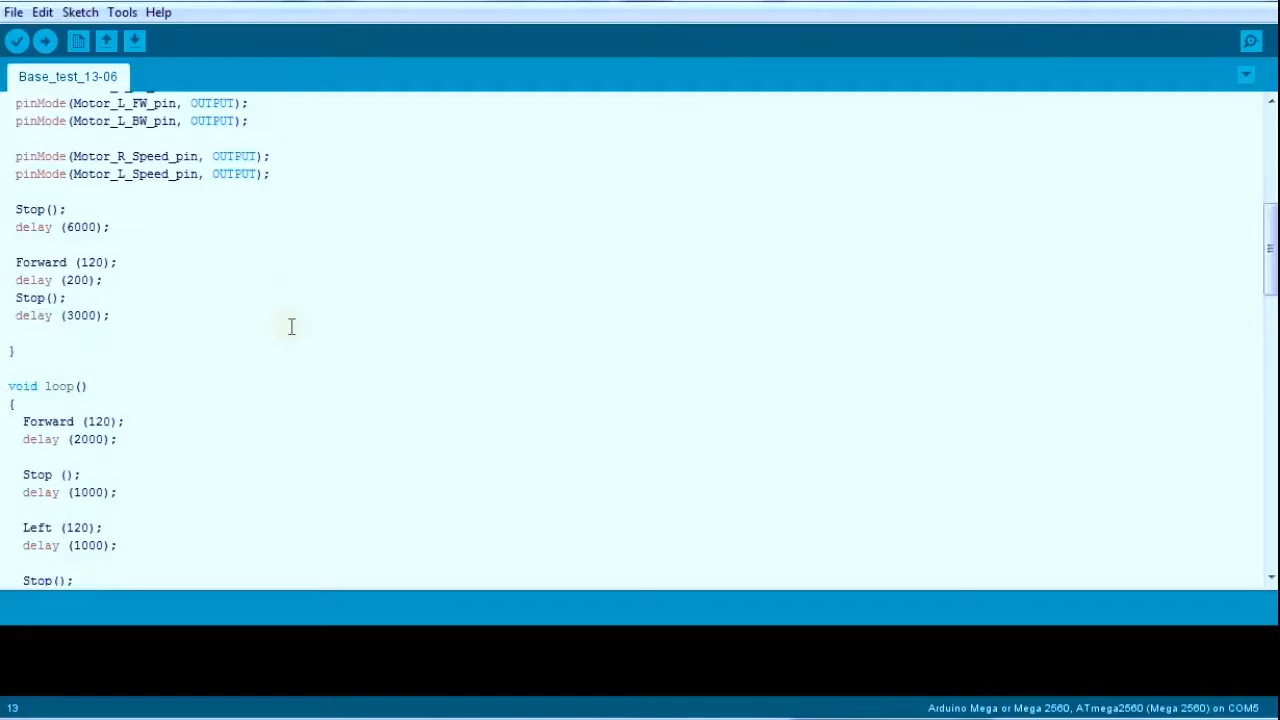 File Edit Sketch Tools Help
Base_test_13-06
pinMode(Motor_L_FW_pin, OUTPUT);
pinMode(Motor_L_BW_pin, OUTPUT);
pinMode(Motor_R_Speed_pin, OUTPUT);
pinMode(Motor_L_Speed_pin, OUTPUT);
Stop();
delay (6000);
Forward (120);
delay (200);
Stop();
delay (3000);
}
void loop()
{
Forward (120);
delay (2000);
Stop ();
delay (1000);
Left (120);
delay (1000);
Stop();
13 Arduino Mega or Mega 2560, ATmega2560 (Mega 2560) on COM5